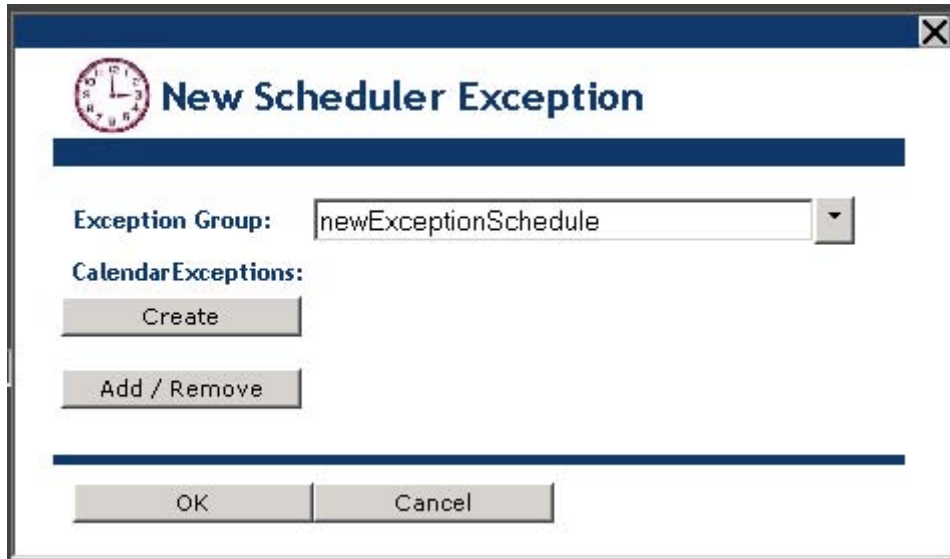 New Scheduler Exception
Exception Group: newExceptionSchedule
CalendarExceptions:
Create
Add / Remove
OK Cancel